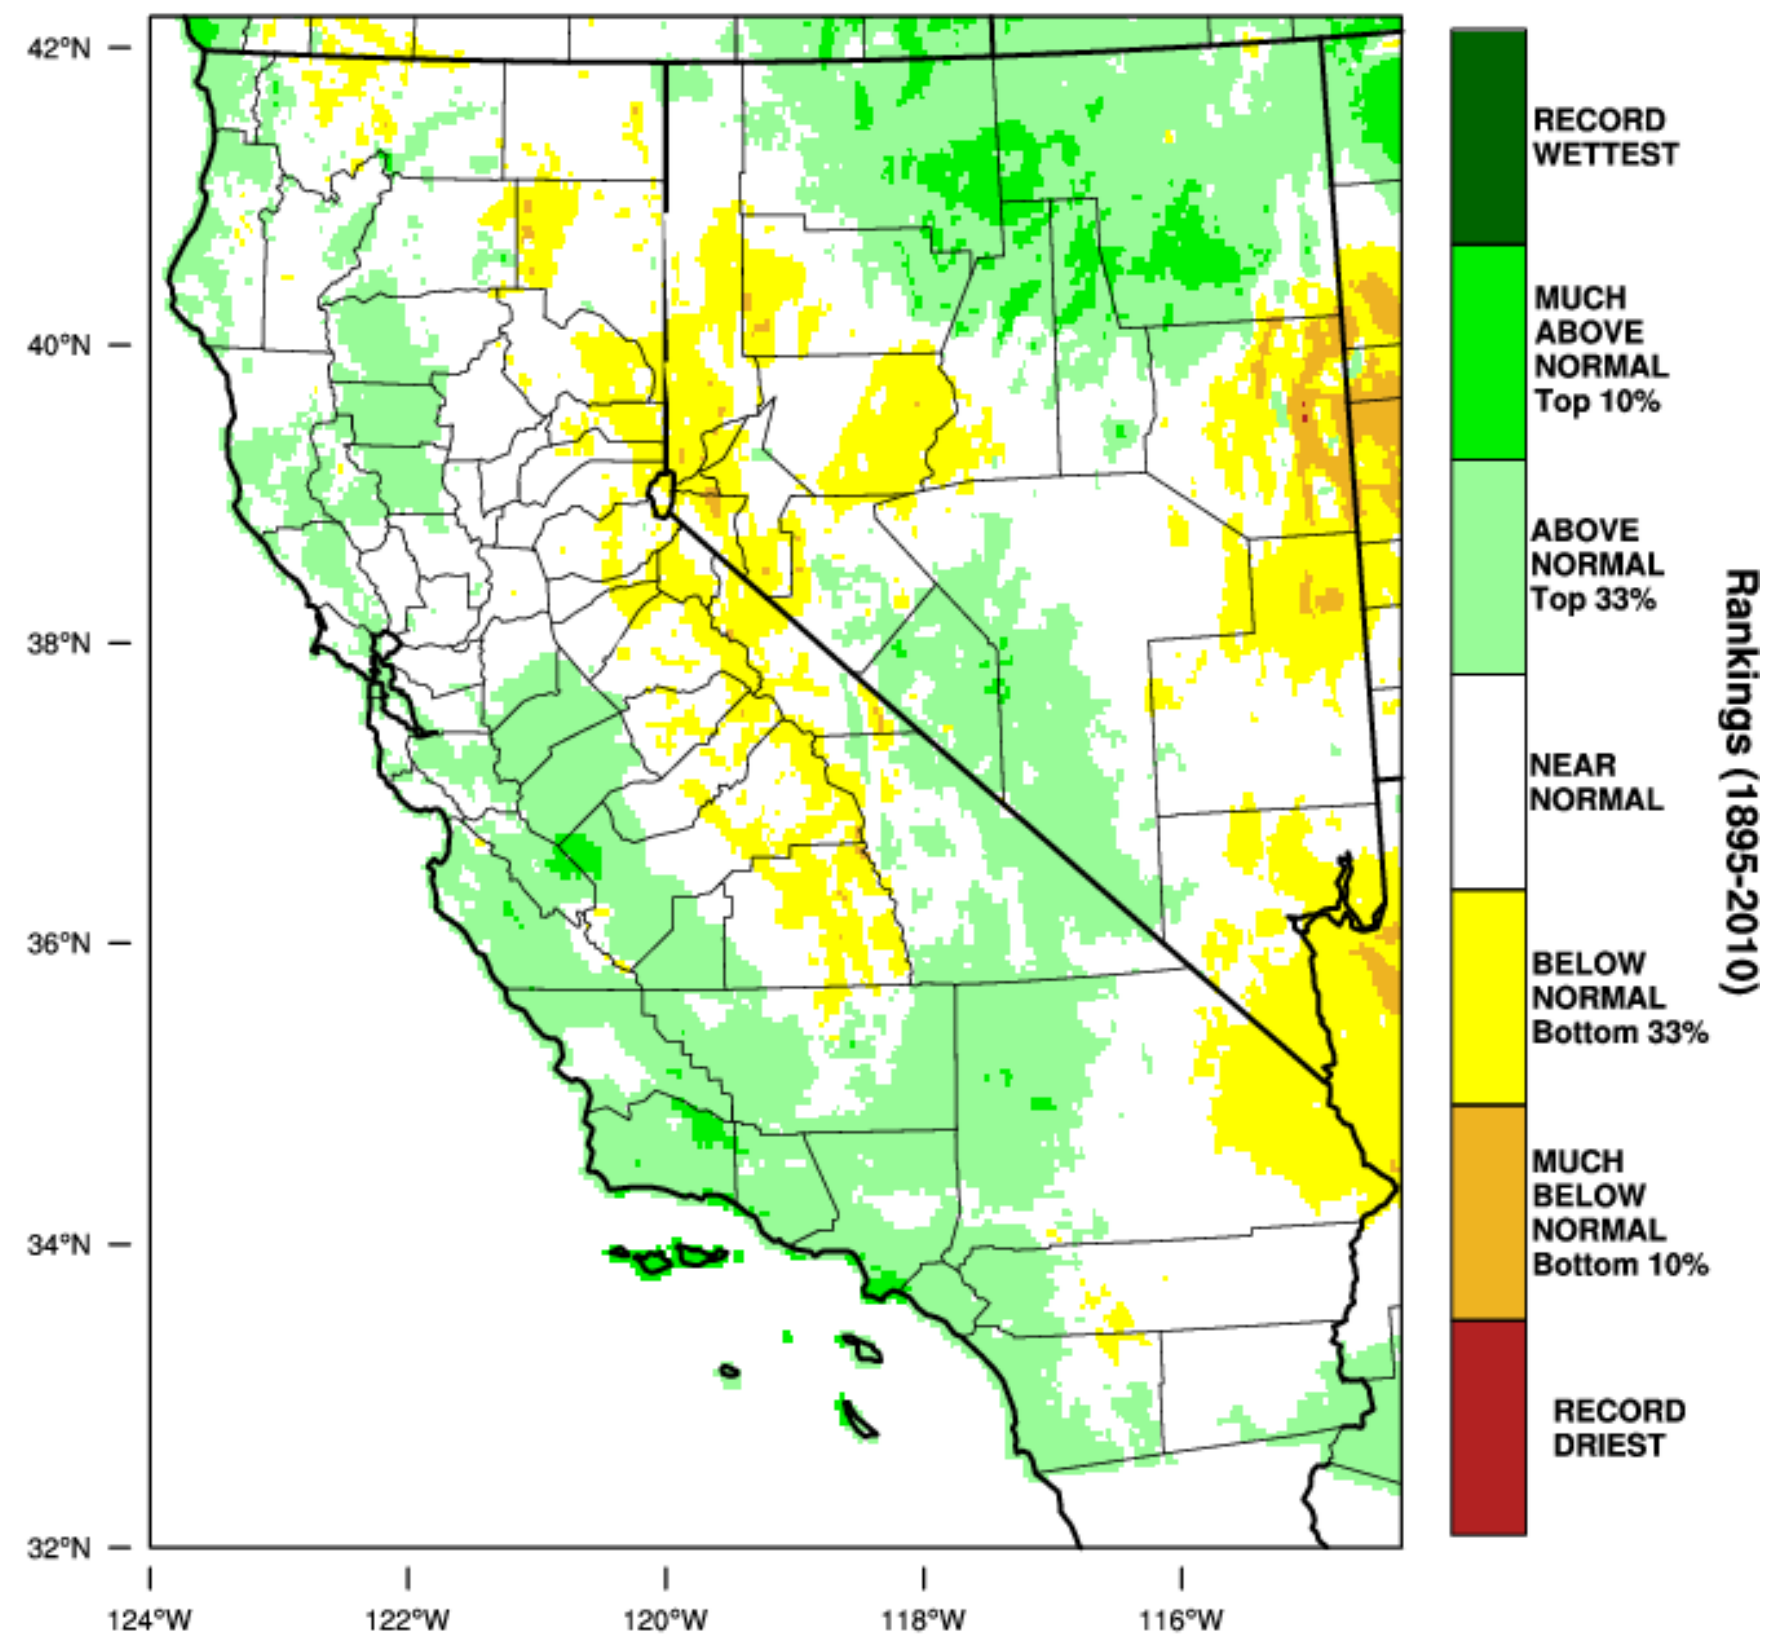 42°N
40°N
38°N
36°N
34°N
32°N
124°W
122°W
120°W
118°W
116°W
RECORD
WETTEST
MUCH
ABOVE
NORMAL
Top 10%
ABOVE
NORMAL
Top 33%
NEAR
NORMAL
BELOW
NORMAL
Bottom 33%
MUCH
BELOW
NORMAL
Bottom 10%
RECORD
DRIEST
Rankings (1895-2010)